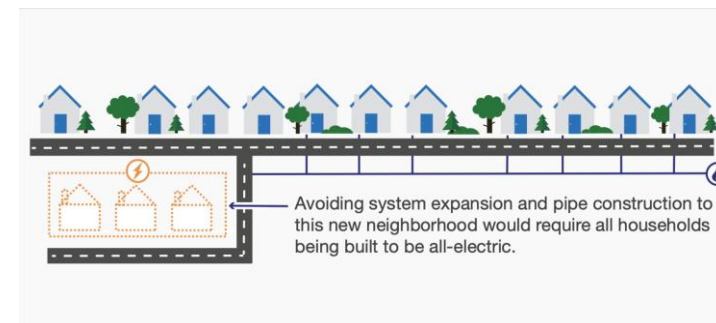 Avoiding system expansion and pipe construction to
this new neighborhood would require all households
being built to be all-electric.